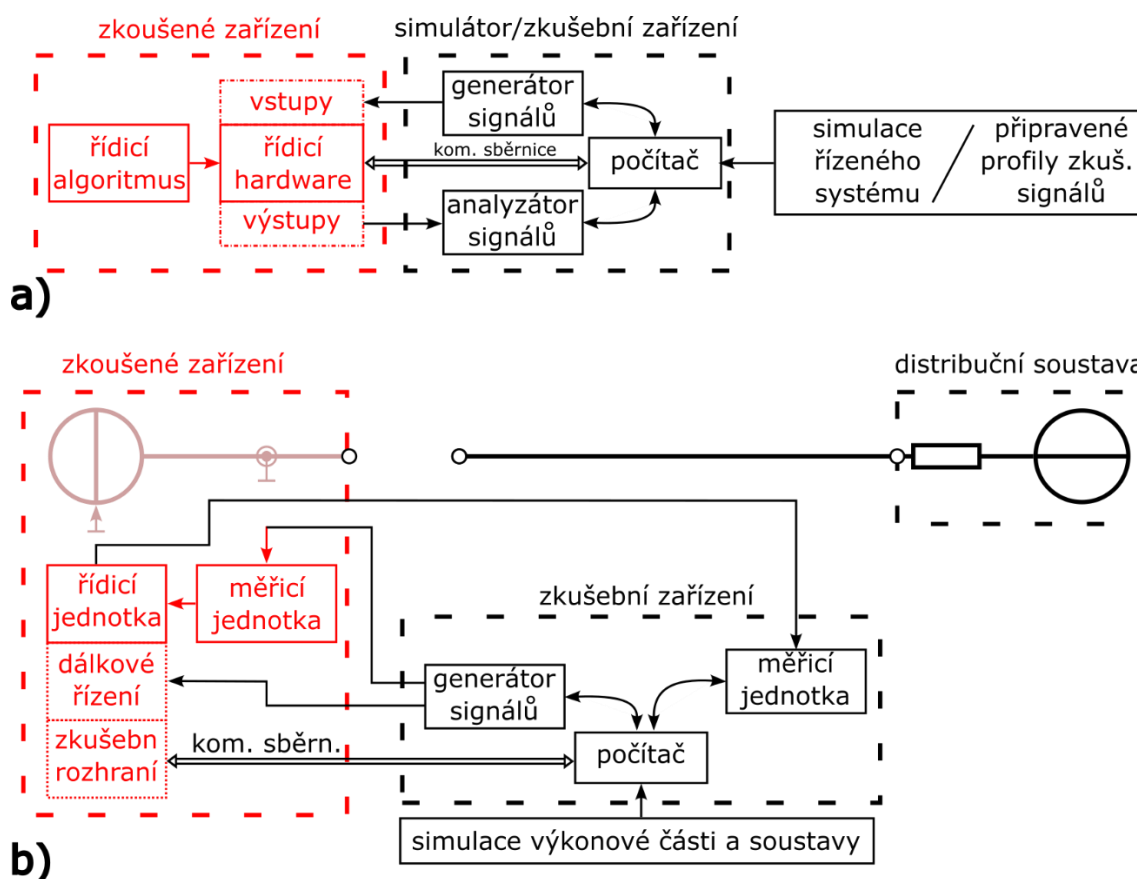 zkoušené zařízení
simulátor/zkušební zařízení
vstupy
generátor
signálů
řídicí
algoritmus
řídicí
hardware
kom. sběrnice
počítač
simulace
řízeného
systému
/
připravené
profily zkuš.
signálů
výstupy
analyzátor
signálů
a)
zkoušené zařízení
distribuční soustava
řídicí
jednotka
měřicí
jednotka
zkušební zařízení
dálkové
řízení
generátor
signálů
měřicí
jednotka
zkušebn
rozhraní
kom. sběrn.
počítač
simulace výkonové části a soustavy
b)